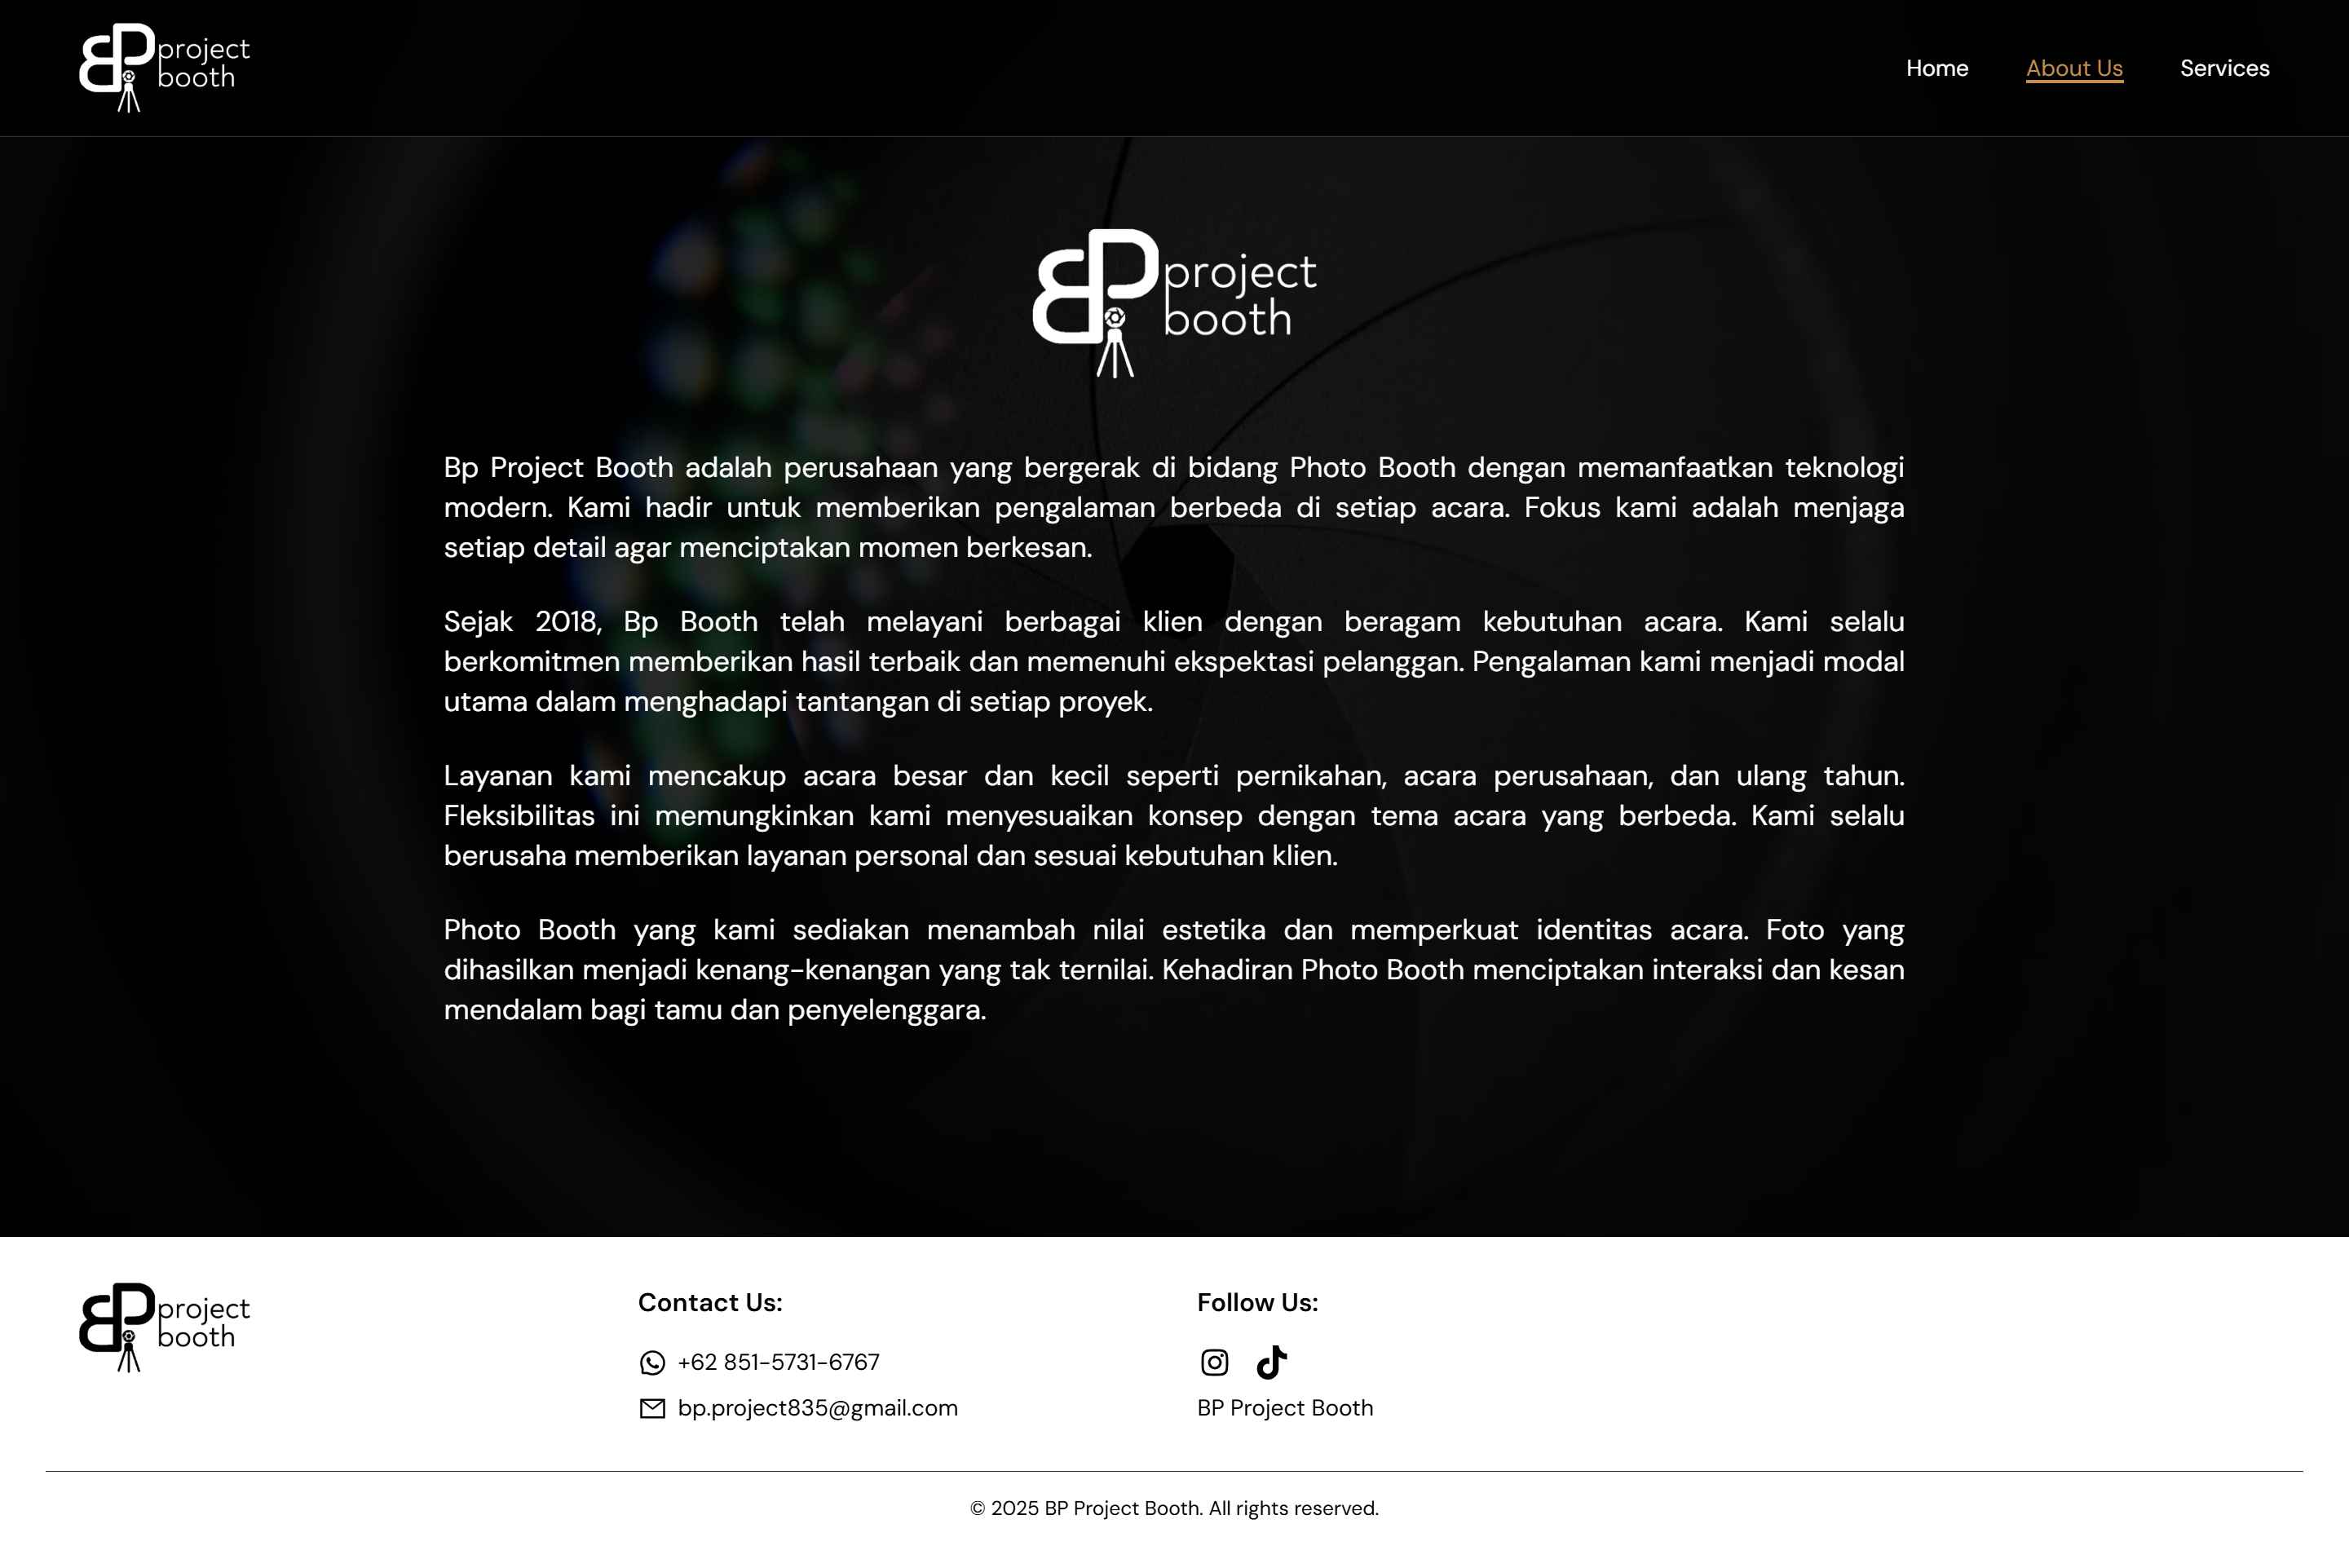 BP project
booth
Home
About Us
Services
BP project
booth
Bp Project Booth adalah perusahaan yang bergerak di bidang Photo Booth dengan memanfaatkan teknologi
modern. Kami hadir untuk memberikan pengalaman berbeda di setiap acara. Fokus kami adalah menjaga
setiap detail agar menciptakan momen berkesan.
Sejak 2018, Bp Booth telah melayani berbagai klien dengan beragam kebutuhan acara. Kami selalu
berkomitmen memberikan hasil terbaik dan memenuhi ekspektasi pelanggan. Pengalaman kami menjadi modal
utama dalam menghadapi tantangan di setiap proyek.
Layanan kami mencakup acara besar dan kecil seperti pernikahan, acara perusahaan, dan ulang tahun.
Fleksibilitas ini memungkinkan kami menyesuaikan konsep dengan tema acara yang berbeda. Kami selalu
berusaha memberikan layanan personal dan sesuai kebutuhan klien.
Photo Booth yang kami sediakan menambah nilai estetika dan memperkuat identitas acara. Foto yang
dihasilkan menjadi kenang-kenangan yang tak ternilai. Kehadiran Photo Booth menciptakan interaksi dan kesan
mendalam bagi tamu dan penyelenggara.
BP project
booth
Contact Us:
+62 851-5731-6767
bp.project835@gmail.com
Follow Us:
BP Project Booth
© 2025 BP Project Booth. All rights reserved.